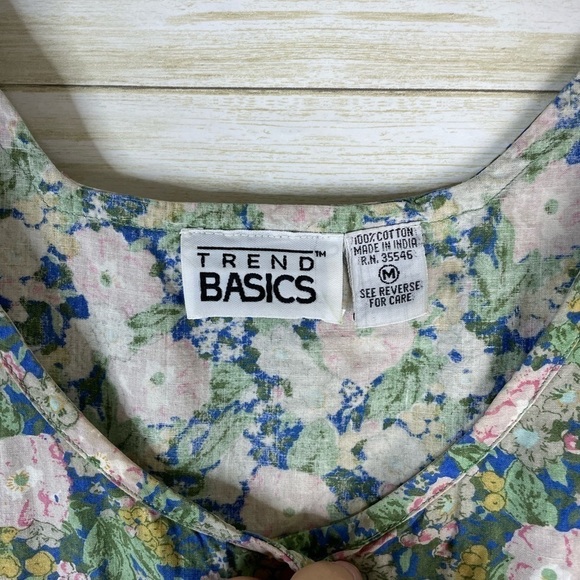 TREND™
BASICS
100% COTTON
MADE IN INDIA
R.N. 35546
M
SEE REVERSE
FOR CARE